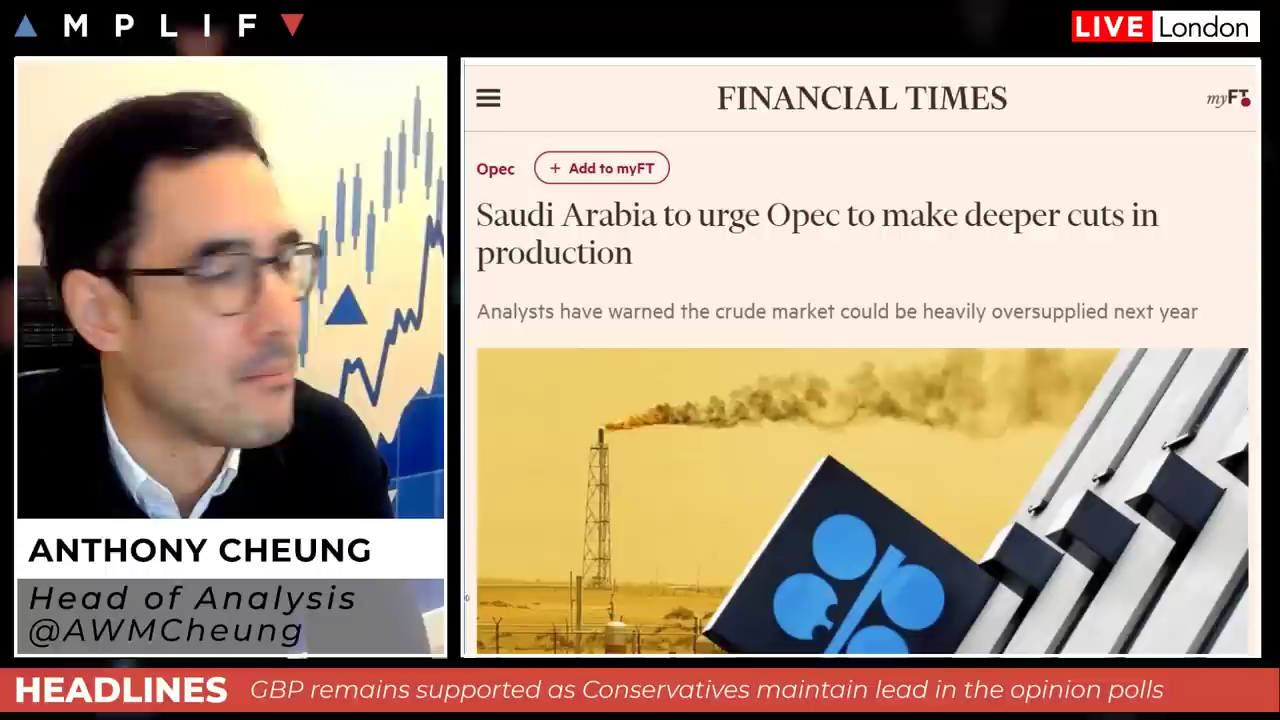 AMPLIFY
LIVE London
FINANCIAL TIMES
myFT
Opec
+ Add to myFT
Saudi Arabia to urge Opec to make deeper cuts in
production
Analysts have warned the crude market could be heavily oversupplied next year
ANTHONY CHEUNG
Head of Analysis
@AWMCheung
HEADLINES
GBP remains supported as Conservatives maintain lead in the opinion polls